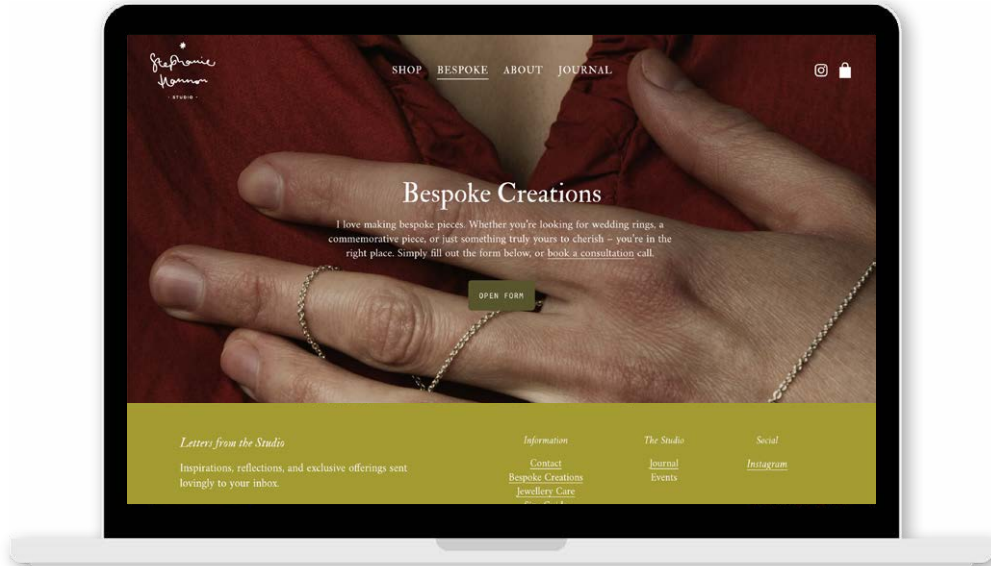 Stephanie
Hannon
· STUDIO ·
SHOP BESPOKE ABOUT JOURNAL
Bespoke Creations
I love making bespoke pieces. Whether you're looking for wedding rings, a
commemorative piece, or just something truly yours to cherish – you're in the
right place. Simply fill out the form below, or book a consultation call.
OPEN FORM
Letters from the Studio
Inspirations, reflections, and exclusive offerings sent
lovingly to your inbox.
Information
Contact
Bespoke Creations
Jewellery Care
The Studio
Journal
Events
Social
Instagram